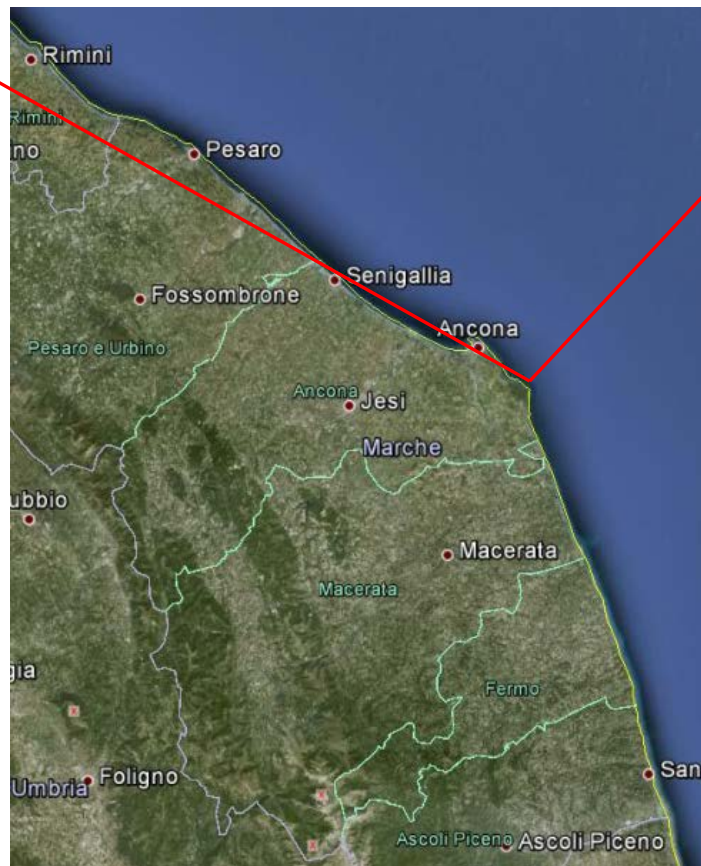 Rimini
Rimini
no
Pesaro
Senigallia
Fossombrone
Ancona
Pesaro e Urbino
Ancona
Jesi
Marche
ubbio
Macerata
Macerata
gia
Fermo
San
Umbria
Foligno
Ascoli Piceno
Ascoli Piceno